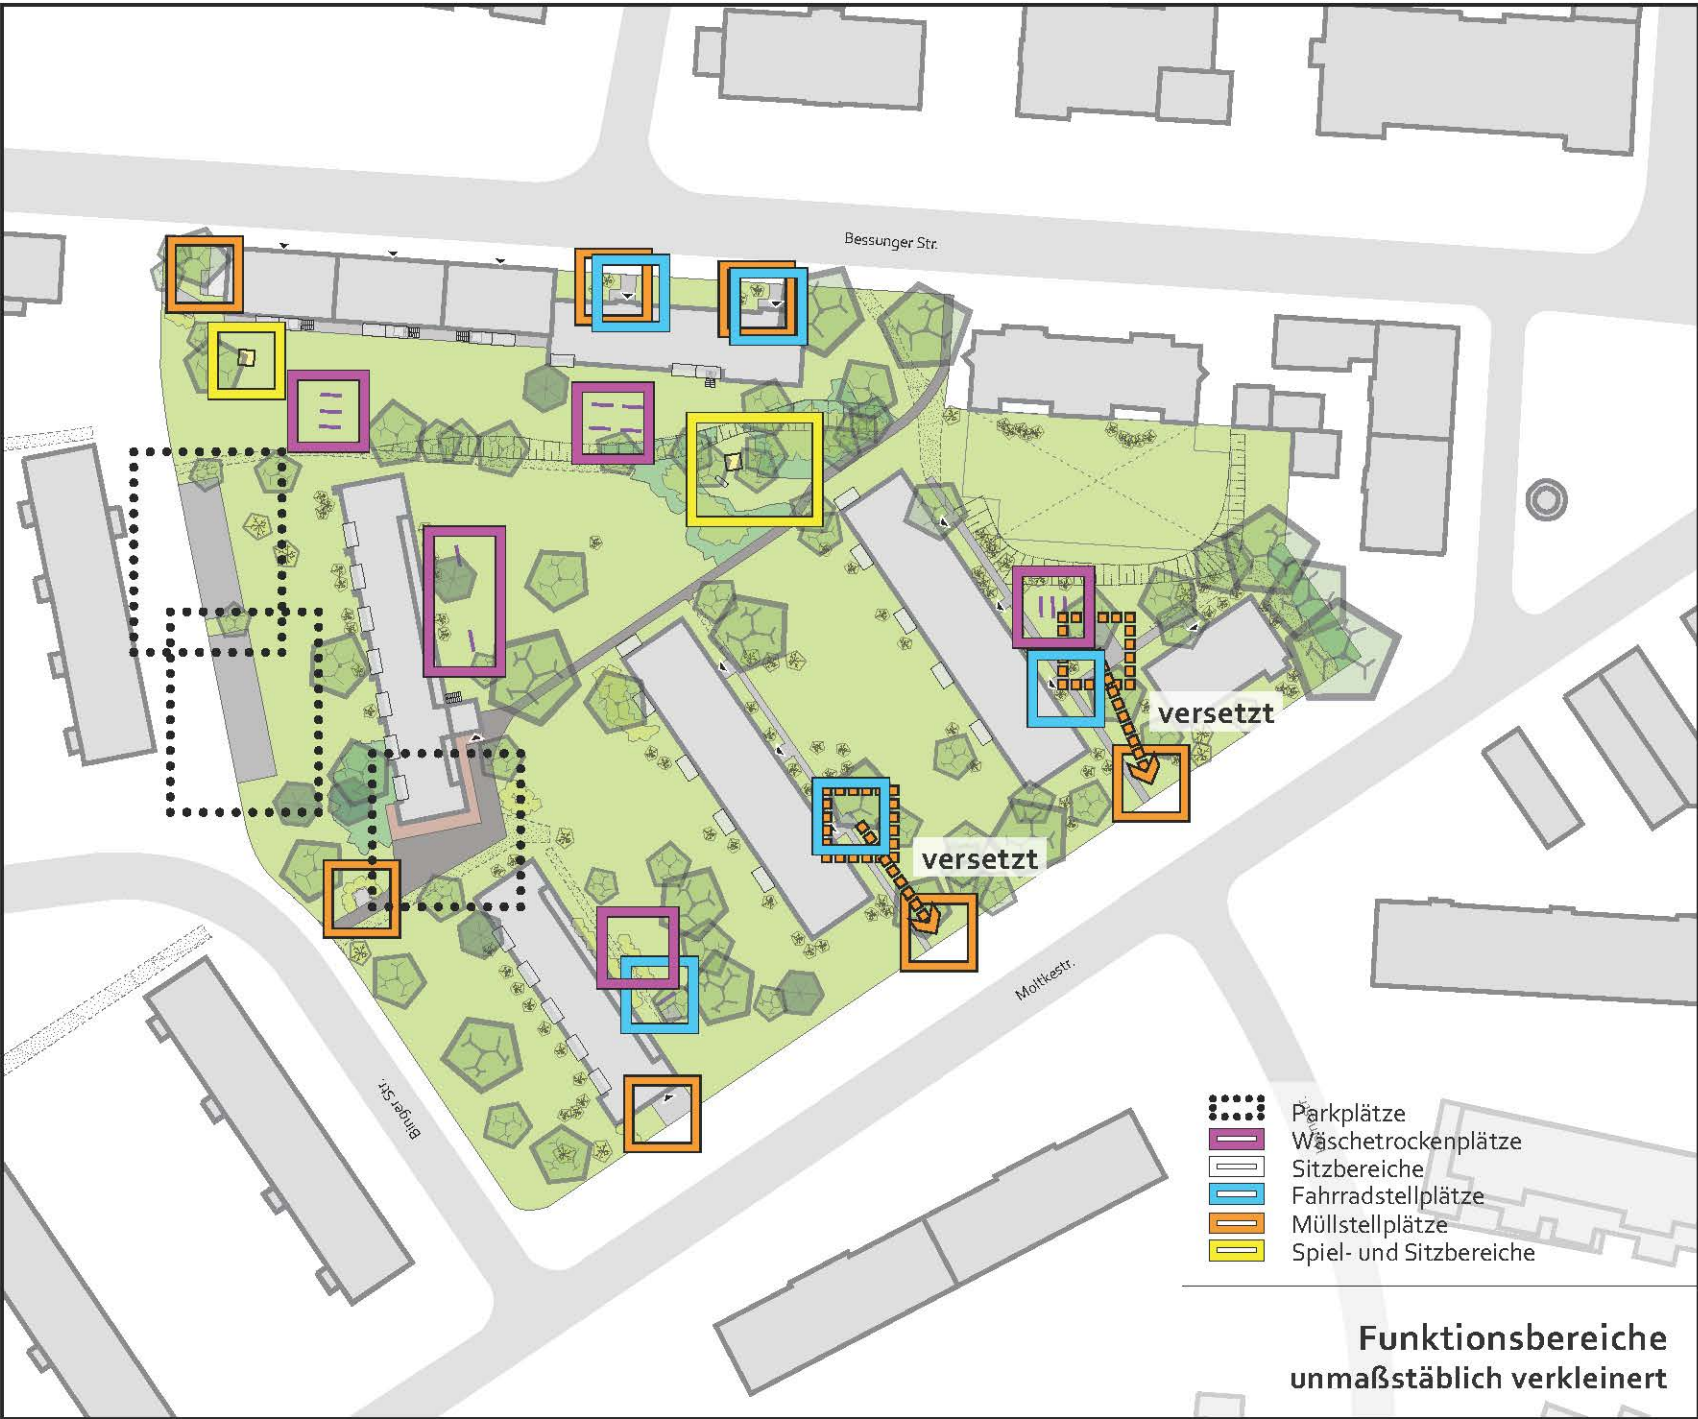 Bessunger Str.
versetzt
versetzt
Moltkestr.
Binger Str.
Parkplätze
Wäschetrockenplätze
Sitzbereiche
Fahrradstellplätze
Müllstellplätze
Spiel- und Sitzbereiche
Funktionsbereiche
unmaßstäblich verkleinert